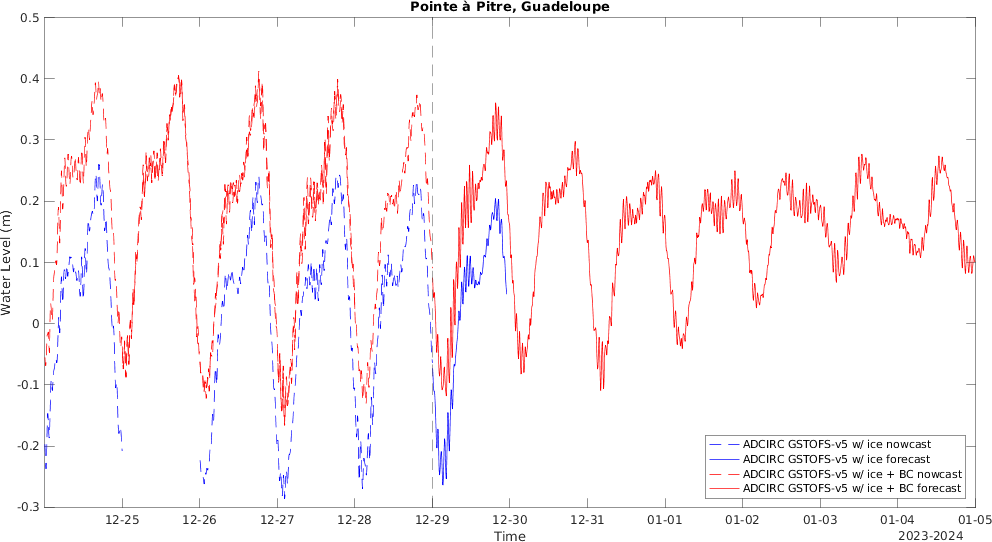 Pointe à Pitre, Guadeloupe
0.5
0.4
0.3
0.2
0.1
0
-0.1
-0.2
-0.3
Water Level (m)
12-25 12-26 12-27 12-28 12-29 12-30 12-31 01-01 01-02 01-03 01-04 01-05
Time
2023-2024
ADCIRC GSTOFS-v5 w/ ice nowcast
ADCIRC GSTOFS-v5 w/ ice forecast
ADCIRC GSTOFS-v5 w/ ice + BC nowcast
ADCIRC GSTOFS-v5 w/ ice + BC forecast